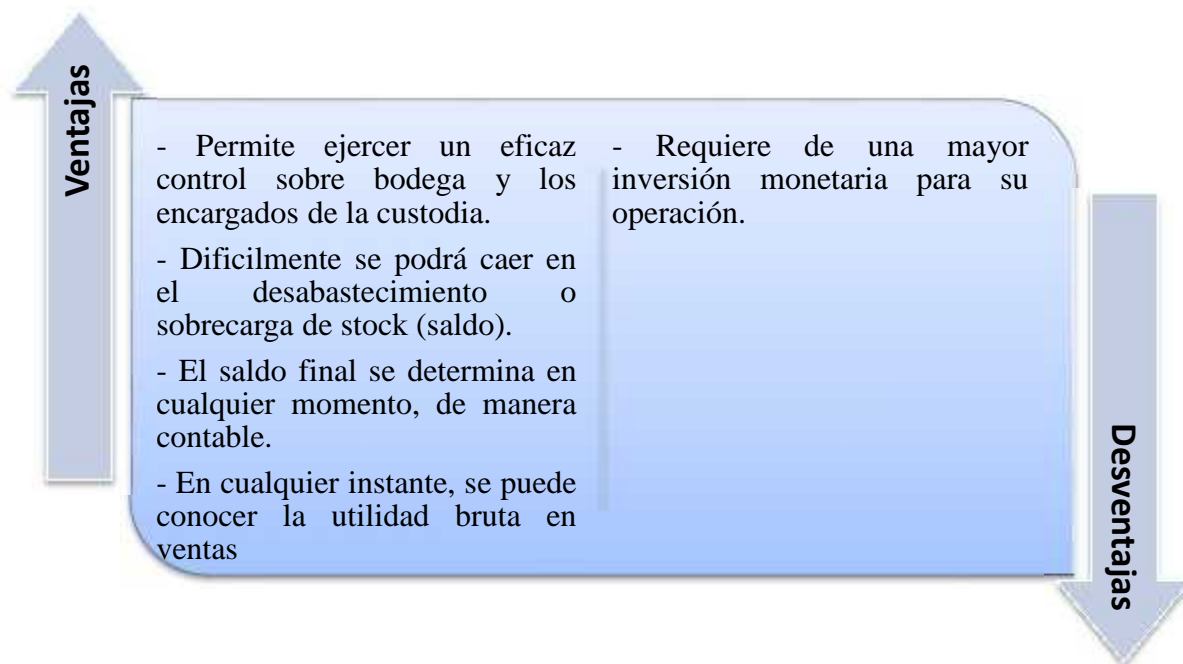 Ventajas
- Permite ejercer un eficaz
control sobre bodega y los
encargados de la custodia.
- Dificilmente se podrá caer en
el desabastecimiento o
sobrecarga de stock (saldo).
- El saldo final se determina en
cualquier momento, de manera
contable.
- En cualquier instante, se puede
conocer la utilidad bruta en
ventas
- Requiere de una mayor
inversión monetaria para su
operación.
Desventajas